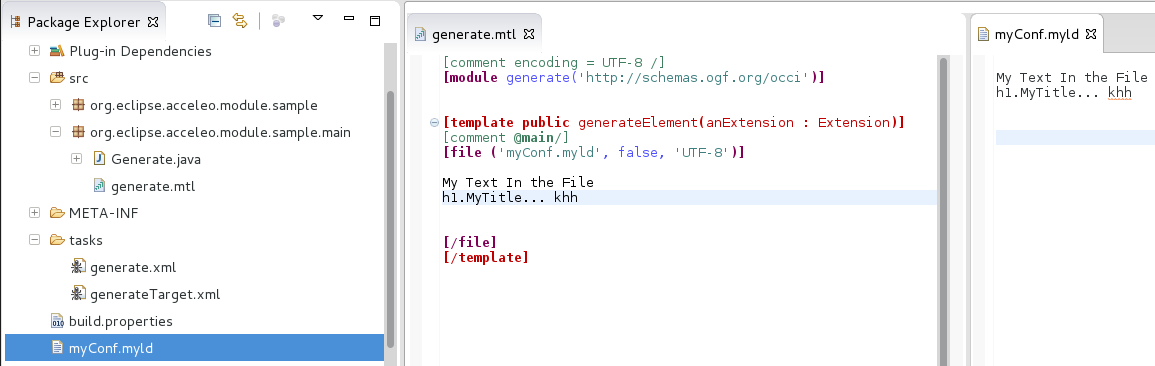 Package Explorer
Plug-in Dependencies
src
org.eclipse.acceleo.module.sample
org.eclipse.acceleo.module.sample.main
Generate.java
generate.mtl
META-INF
tasks
generate.xml
generateTarget.xml
build.properties
myConf.myld
generate.mtl
[comment encoding = UTF-8 /]
[module generate('http://schemas.ogf.org/occi')]
[template public generateElement(anExtension : Extension)]
[comment @main/]
[file ('myConf.myld', false, 'UTF-8')]
My Text In the File
h1.MyTitle... khh
[/file]
[/template]
myConf.myld
My Text In the File
h1.MyTitle... khh